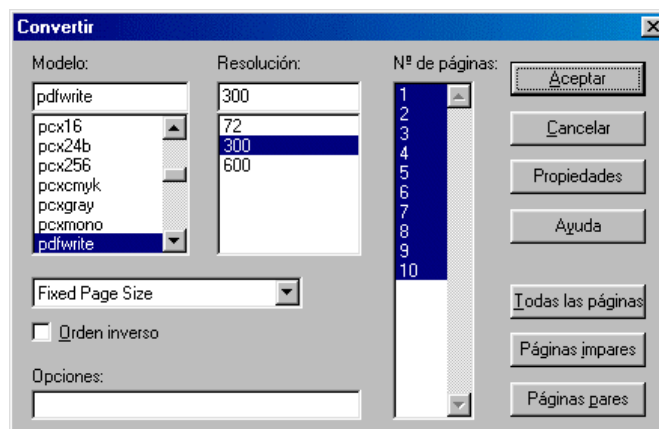 Convertir
Modelo:
pdfwrite
pcx16
pcx24b
pcx256
pcxcmyk
pcxgray
pcxmono
pdfwrite
Resolución:
300
72
300
600
Nº de páginas:
1
2
3
4
5
6
7
8
9
10
Aceptar
Cancelar
Propiedades
Ayuda
Fixed Page Size
Orden inverso
Opciones:
Todas las páginas
Páginas impares
Páginas pares